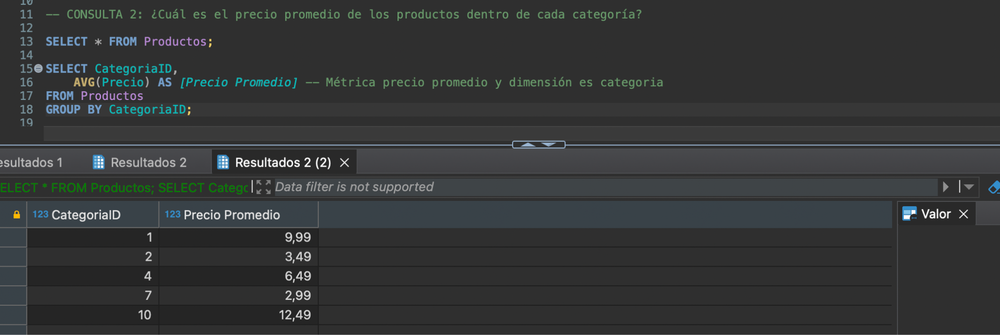 10
11 -- CONSULTA 2: ¿Cuál es el precio promedio de los productos dentro de cada categoría?
12
13 SELECT * FROM Productos;
14
15 SELECT CategoriaID,
16 AVG(Precio) AS [Precio Promedio] -- Métrica precio promedio y dimensión es categoria
17 FROM Productos
18 GROUP BY CategoriaID;
19
esultados 1 Resultados 2 Resultados 2 (2)
ELECT * FROM Productos; SELECT Catego Data filter is not supported
123 CategoriaID 123 Precio Promedio Valor
1 9,99
2 3,49
4 6,49
7 2,99
10 12,49